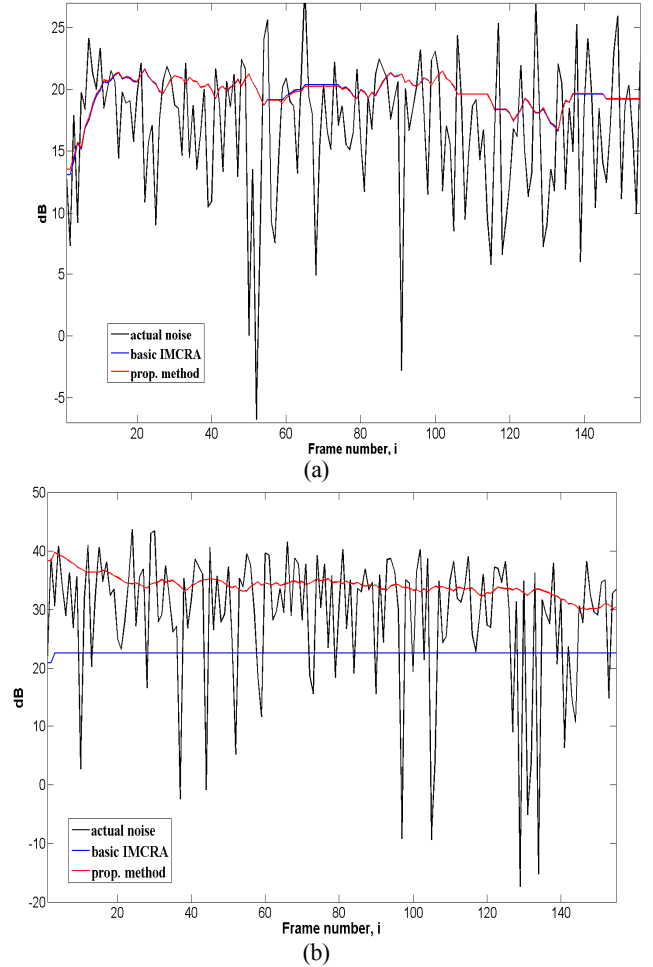 25
20
15
10
5
0
-5
dB
actual noise
basic IMCRA
prop. method
20 40 60 80 100 120 140
Frame number, i
(a)
50
40
30
20
10
0
-10
-20
dB
actual noise
basic IMCRA
prop. method
20 40 60 80 100 120 140
Frame number, i
(b)